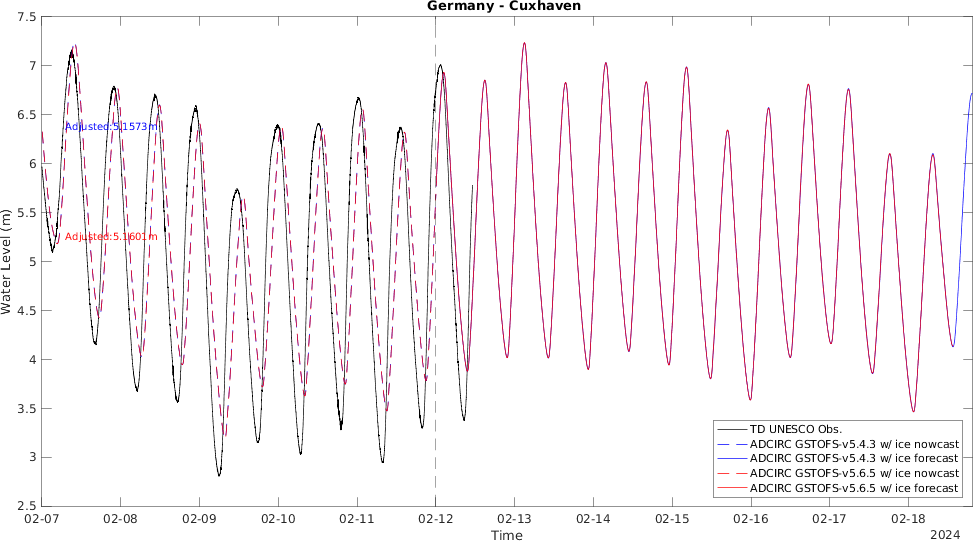 Germany - Cuxhaven
7.5
7
6.5
6
5.5
5
4.5
4
3.5
3
2.5
Water Level (m)
Adjusted:5.1573m
Adjusted:5.1601m
TD UNESCO Obs.
ADCIRC GSTOFS-v5.4.3 w/ ice nowcast
ADCIRC GSTOFS-v5.4.3 w/ ice forecast
ADCIRC GSTOFS-v5.6.5 w/ ice nowcast
ADCIRC GSTOFS-v5.6.5 w/ ice forecast
02-07 02-08 02-09 02-10 02-11 02-12 02-13 02-14 02-15 02-16 02-17 02-18
Time
2024